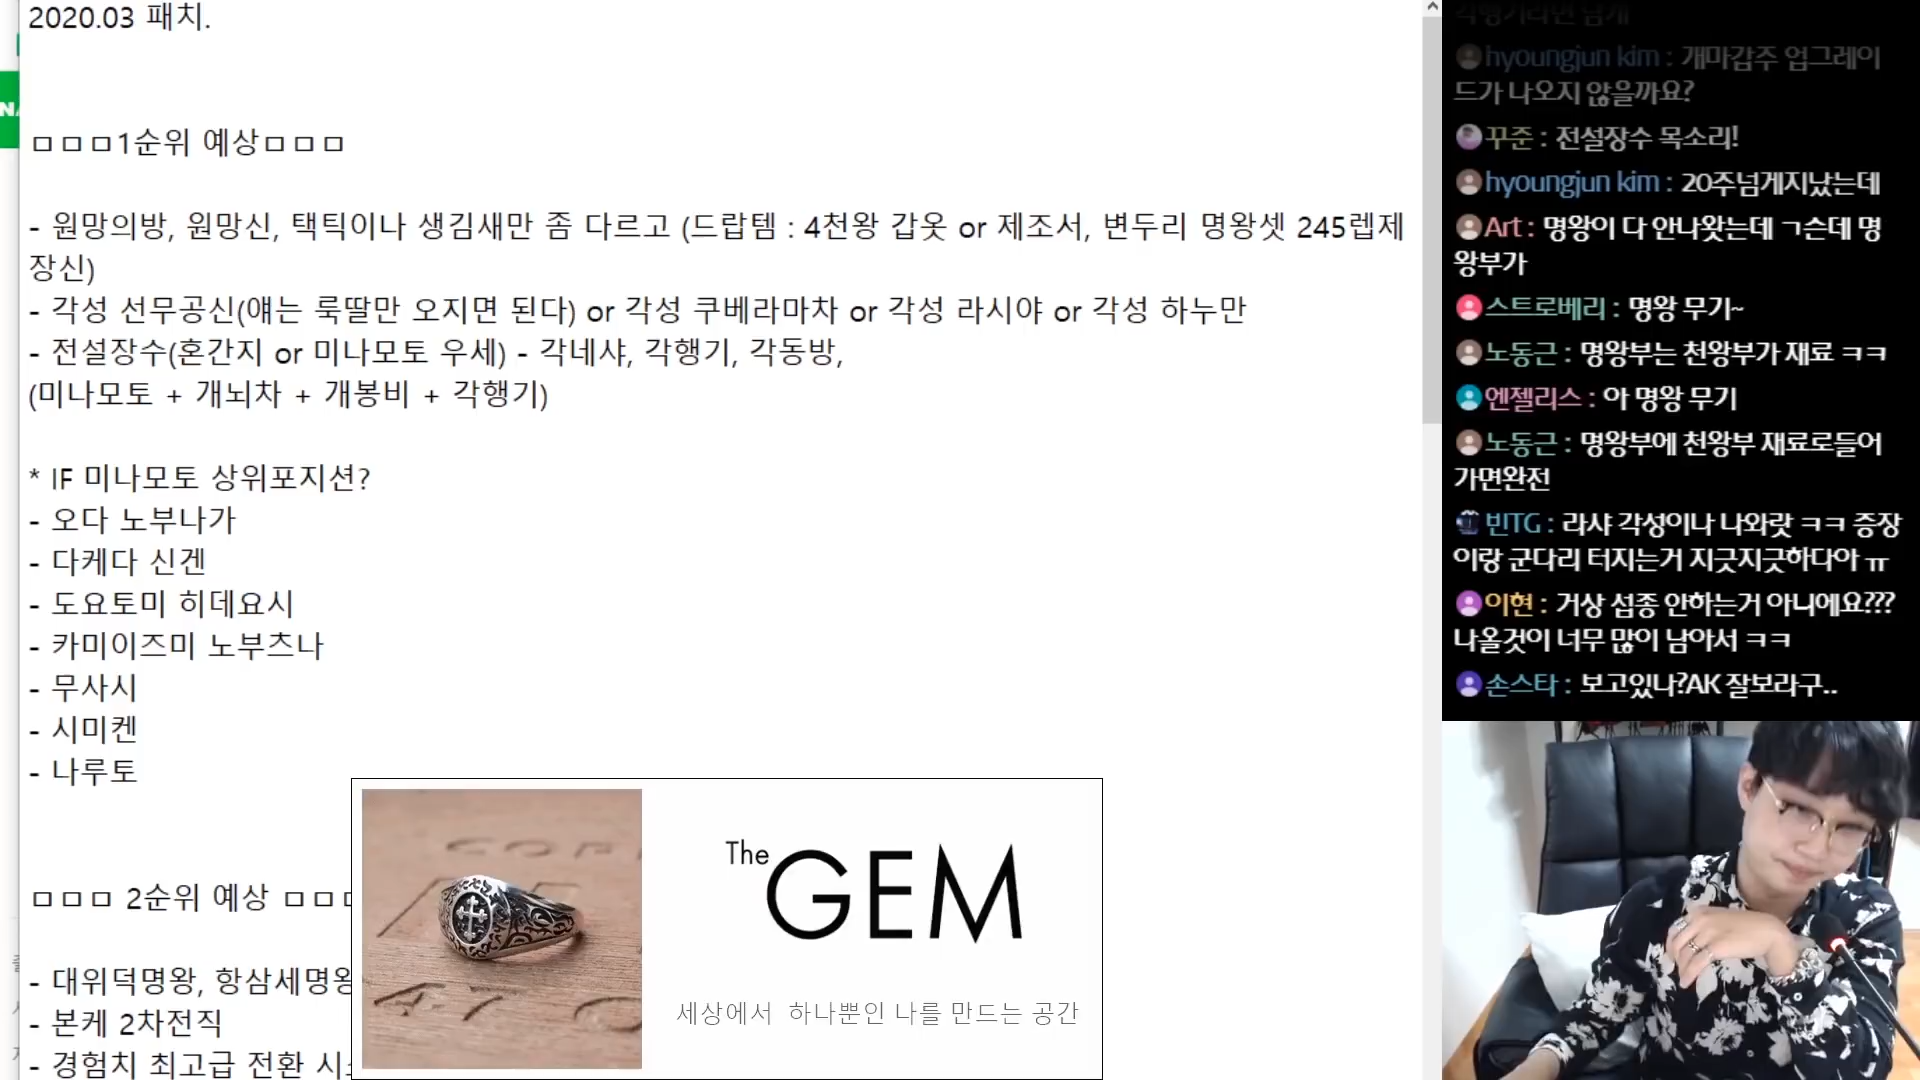 2020.03 패치.
ㅁㅁㅁ1순위 예상ㅁㅁㅁ
- 원망의방, 원망신, 택틱이나 생김새만 좀 다르고 (드랍템 : 4천왕 갑옷 or 제조서, 변두리 명왕셋 245렙제
장신)
- 각성 선무공신(얘는 룩딸만 오지면 된다) or 각성 쿠베라마차 or 각성 라시야 or 각성 하누만
- 전설장수(혼간지 or 미나모토 우세) - 각네샤, 각행기, 각동방,
(미나모토 + 개뇌차 + 개봉비 + 각행기)
* IF 미나모토 상위포지션?
- 오다 노부나가
- 다케다 신겐
- 도요토미 히데요시
- 카미이즈미 노부츠나
- 무사시
- 시미켄
- 나루토
ㅁㅁㅁ 2순위 예상 ㅁㅁㅁ
- 대위덕명왕, 항삼세명왕
- 본케 2차전직
- 경험치 최고급 전환 시
The
GEM
세상에서 하나뿐인 나를 만드는 공간
COF
hyoungjun kim : 개마갑주 업그레이
드가 나오지 않을까요?
꾸준 : 전설장수 목소리!
hyoungjun kim : 20주넘게지났는데
Art : 명왕이 다 안나왓는데 ㄱ슨데 명
왕부가
스트로베리 : 명왕 무기~
노동근 : 명왕부는 천왕부가 재료 ㅋㅋ
엔젤리스 : 아 명왕 무기
노동근 : 명왕부에 천왕부 재료로들어
가면완전
빈TG : 라샤 각성이나 나와랏 ㅋㅋ 증장
이랑 군다리 터지는거 지긋지긋하다아 ㅠ
이현 : 거상 섭종 안하는거 아니에요???
나올것이 너무 많이 남아서 ㅋㅋ
손스타 : 보고있나?AK 잘보라구..